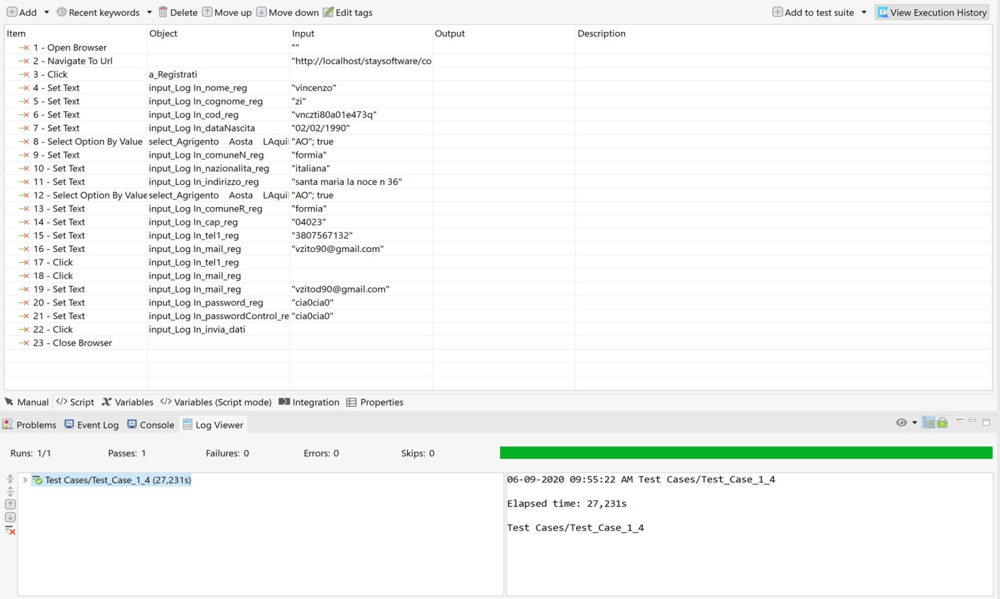 Add Recent keywords Delete Move up Move down Edit tags Add to test suite View Execution History
Item Object Input Output Description
1 - Open Browser ""
2 - Navigate To Url "http://localhost/staysoftware/co
3 - Click a_Registrati
4 - Set Text input_Log In_nome_reg "vincenzo"
5 - Set Text input_Log In_cognome_reg "zi"
6 - Set Text input_Log In_cod_reg "vnczti80a01e473q"
7 - Set Text input_Log In_dataNascita "02/02/1990"
8 - Select Option By Value select_Agrigento Aosta LAquil "AO"; true
9 - Set Text input_Log In_comuneN_reg "formia"
10 - Set Text input_Log In_nazionalita_reg "italiana"
11 - Set Text input_Log In_indirizzo_reg "santa maria la noce n 36"
12 - Select Option By Value select_Agrigento Aosta LAquil "AO"; true
13 - Set Text input_Log In_comuneR_reg "formia"
14 - Set Text input_Log In_cap_reg "04023"
15 - Set Text input_Log In_tel1_reg "3807567132"
16 - Set Text input_Log In_mail_reg "vzito90@gmail.com"
17 - Click input_Log In_tel1_reg
18 - Click input_Log In_mail_reg
19 - Set Text input_Log In_mail_reg "vzitod90@gmail.com"
20 - Set Text input_Log In_password_reg "cia0cia0"
21 - Set Text input_Log In_passwordControl_re "cia0cia0"
22 - Click input_Log In_invia_dati
23 - Close Browser
Manual </> Script Variables </> Variables (Script mode) Integration Properties
Problems Event Log Console Log Viewer
Runs: 1/1 Passes: 1 Failures: 0 Errors: 0 Skips: 0
Test Cases/Test_Case_1_4 (27,231s)
06-09-2020 09:55:22 AM Test Cases/Test_Case_1_4
Elapsed time: 27,231s
Test Cases/Test_Case_1_4